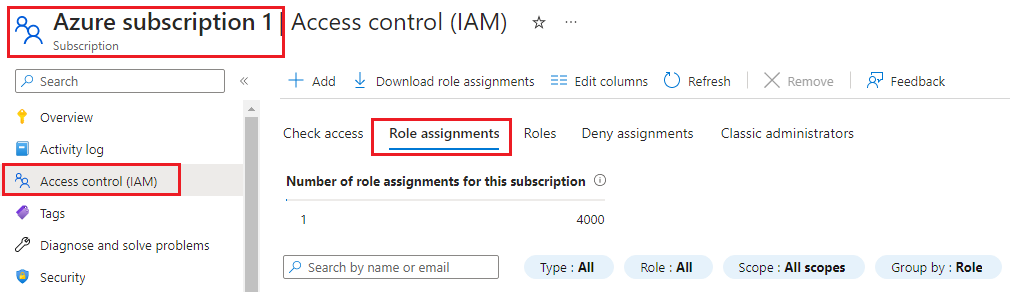 Azure subscription 1 | Access control (IAM) ☆ ···
Subscription
Search «
+ Add Download role assignments Edit columns Refresh Remove Feedback
Overview
Activity log
Access control (IAM)
Tags
Diagnose and solve problems
Security
Check access Role assignments Roles Deny assignments Classic administrators
Number of role assignments for this subscription
1 4000
Search by name or email Type : All Role : All Scope : All scopes Group by : Role